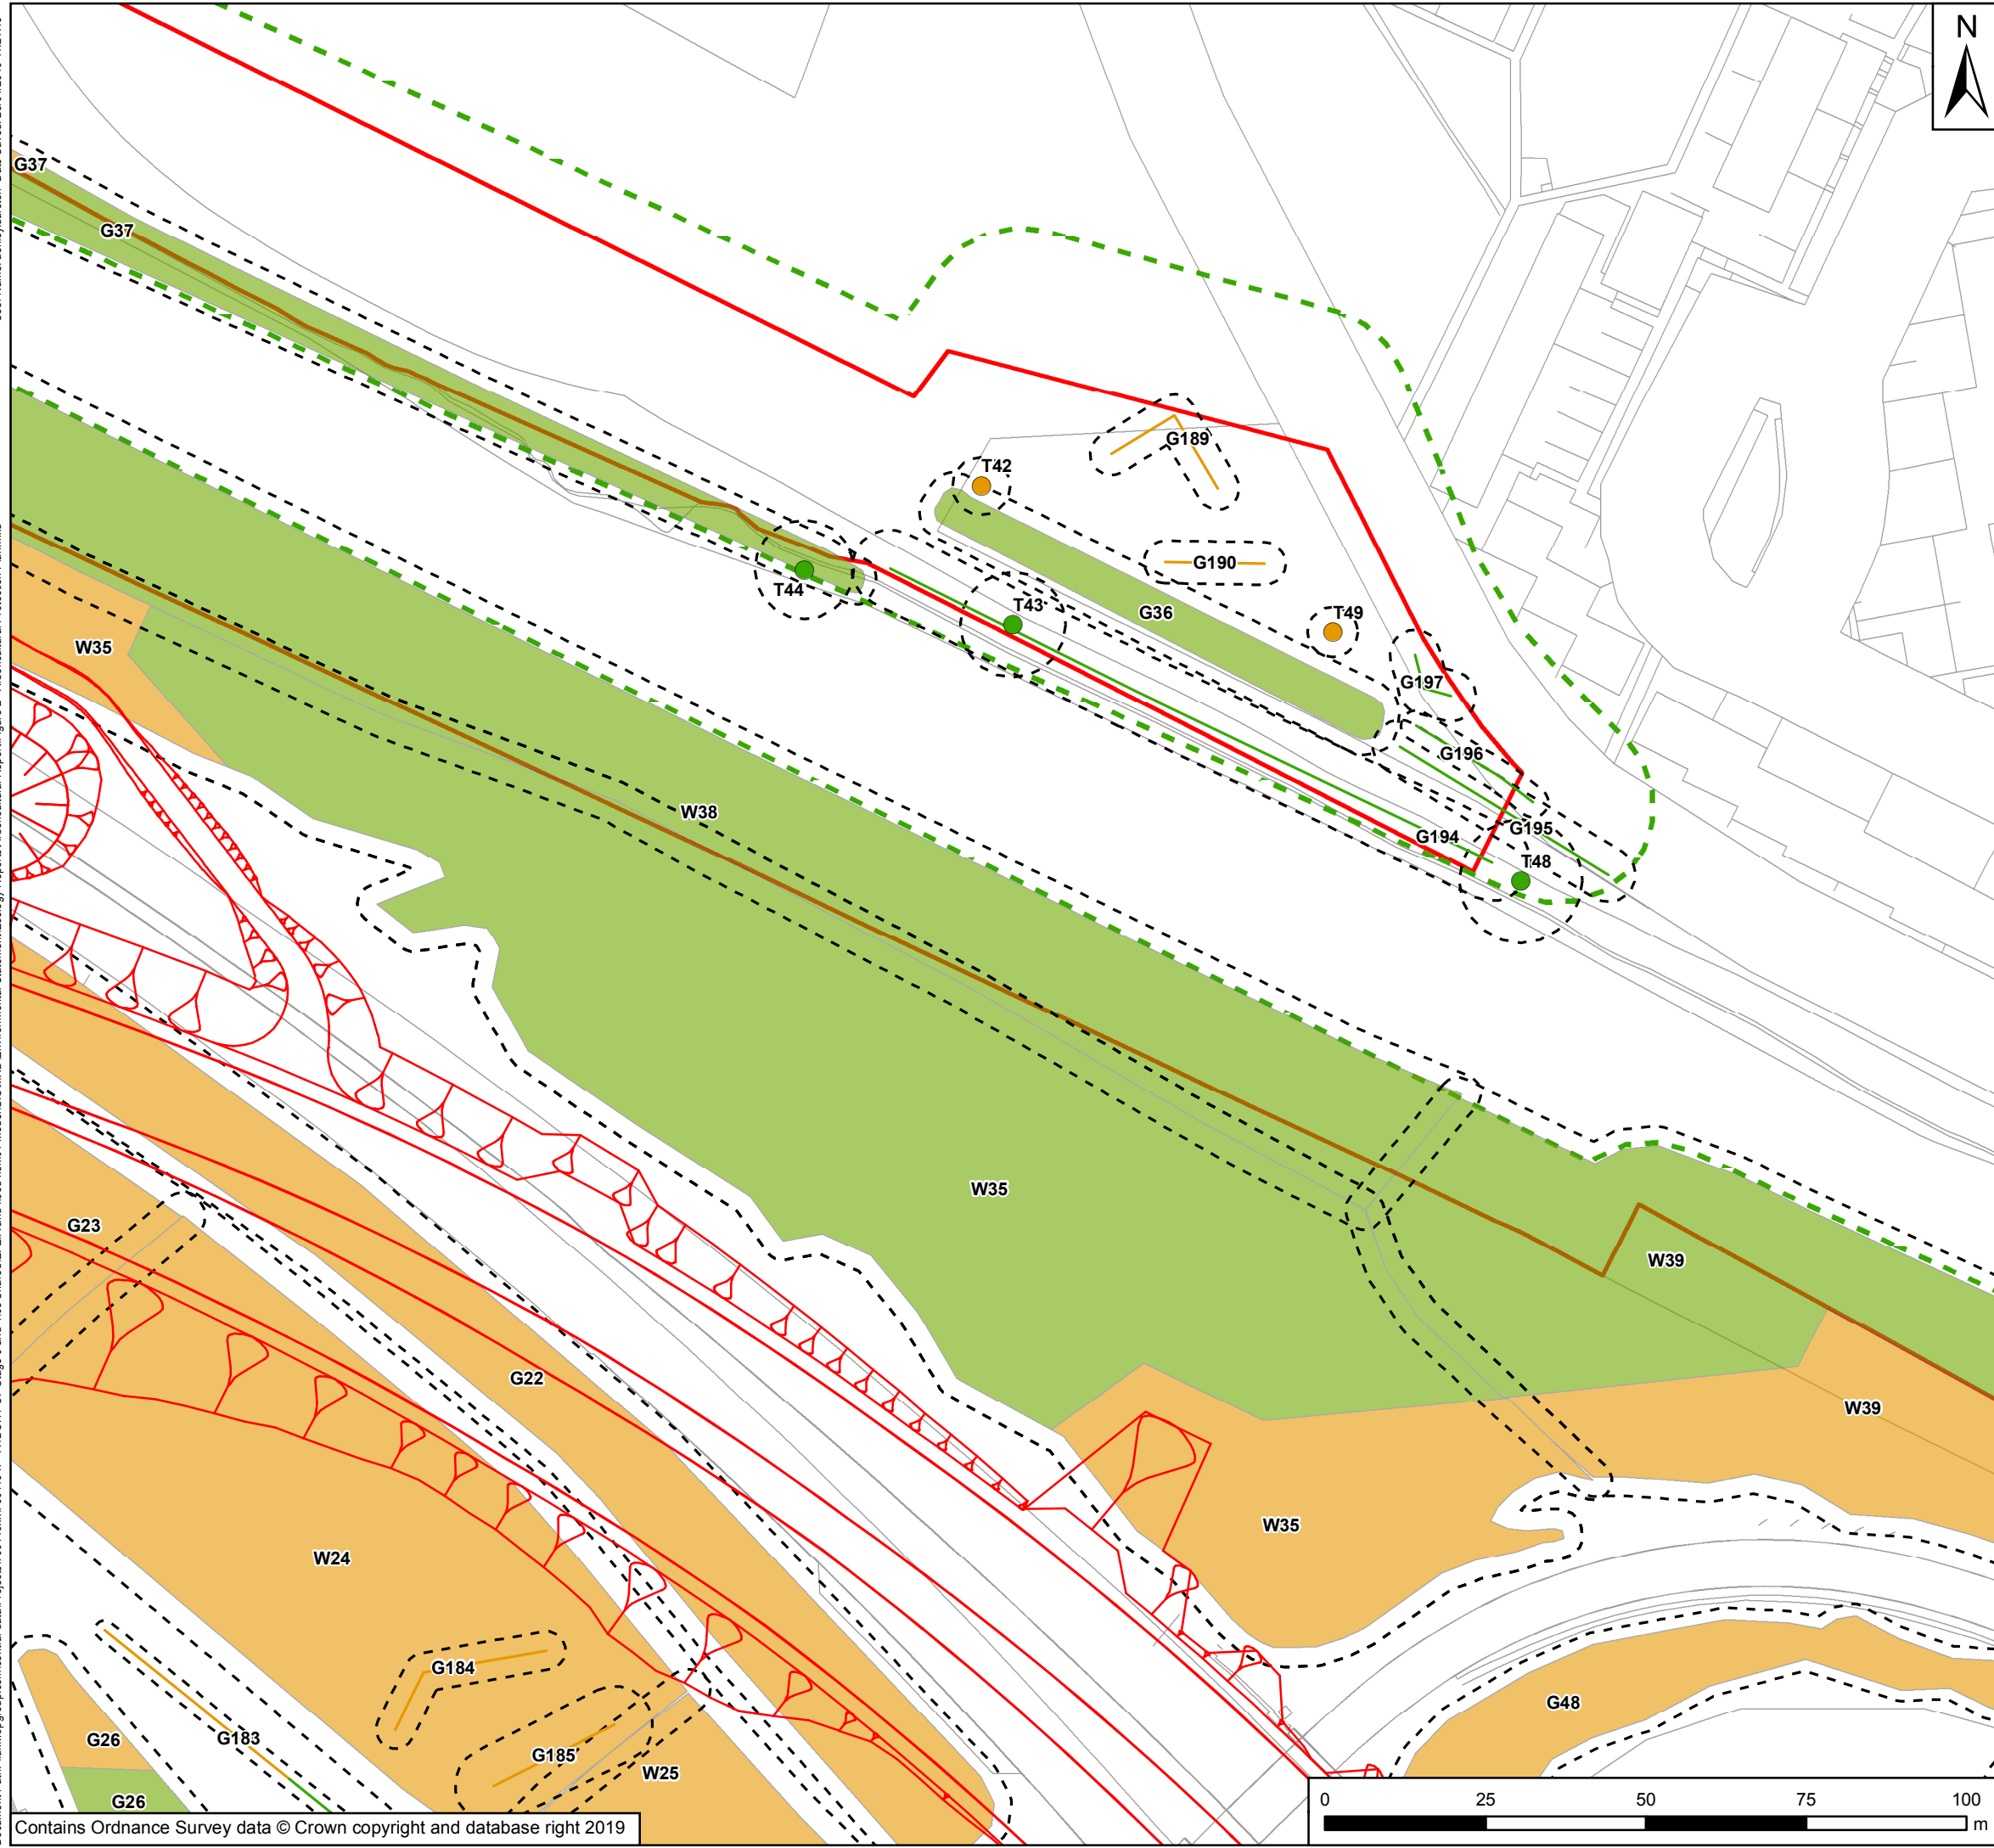 N
G37
G37
G189
T42
G190
T44
T43
G36
T49
W35
G197
G196
W38
G195
G194
T48
W35
G23
W39
G22
W39
W35
W24
G184
G48
G26
G183
G185
W25
G26
0 25 50 75 100
m
Contains Ordnance Survey data © Crown copyright and database right 2019